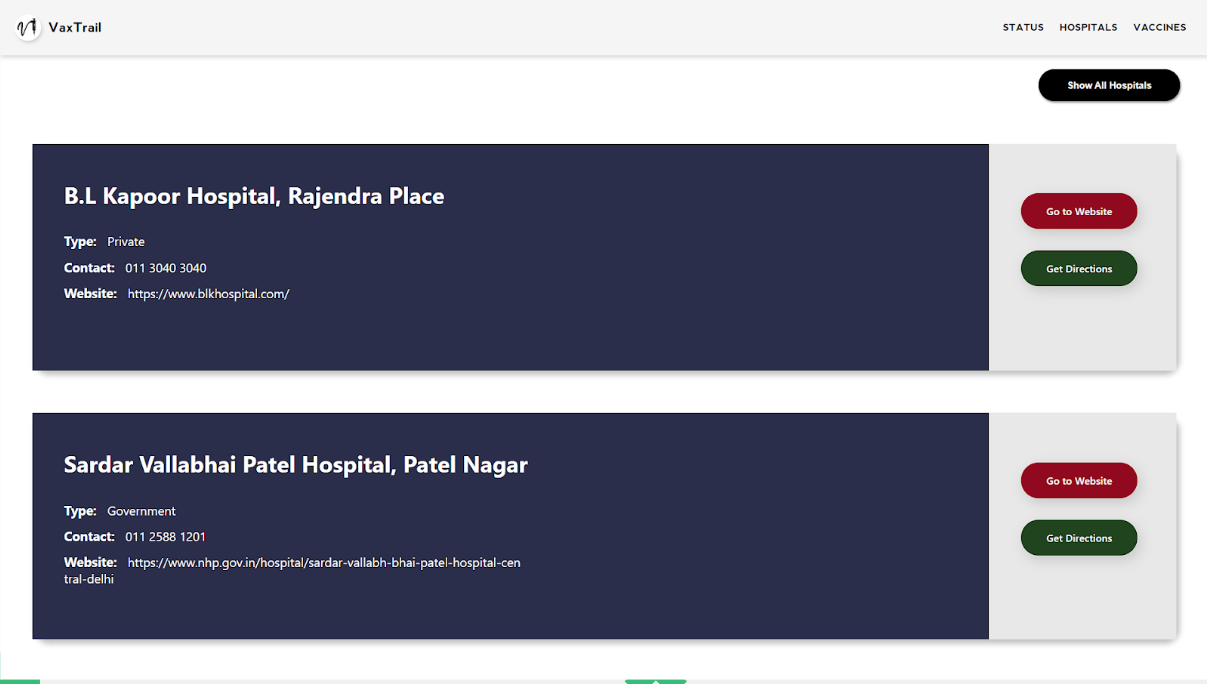 VaxTrail
STATUS HOSPITALS VACCINES
Show All Hospitals
B.L Kapoor Hospital, Rajendra Place
Type: Private
Contact: 011 3040 3040
Website: https://www.blkhospital.com/
Go to Website
Get Directions
Sardar Vallabhai Patel Hospital, Patel Nagar
Type: Government
Contact: 011 2588 1201
Website: https://www.nhp.gov.in/hospital/sardar-vallabh-bhai-patel-hospital-cen
tral-delhi
Go to Website
Get Directions